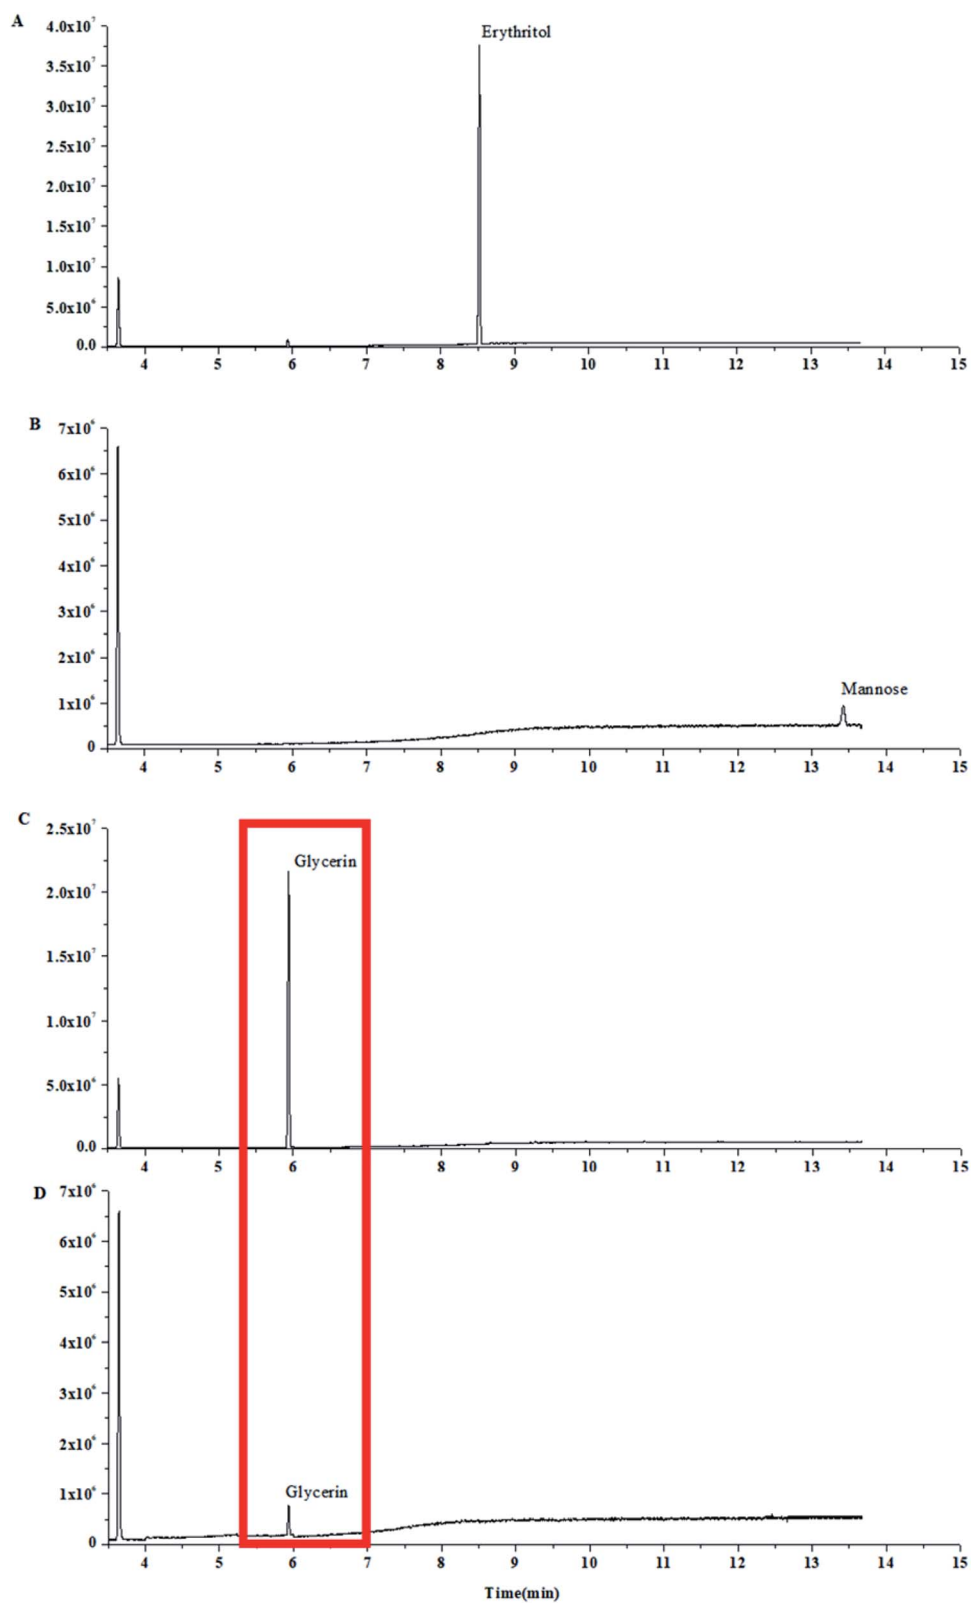 A
Erythritol
4.0x10⁷
3.5x10⁷
3.0x10⁷
2.5x10⁷
2.0x10⁷
1.5x10⁷
1.0x10⁷
5.0x10⁶
0.0
4 5 6 7 8 9 10 11 12 13 14 15
B
7x10⁶
6x10⁶
5x10⁶
4x10⁶
3x10⁶
2x10⁶
Mannose
1x10⁶
0
4 5 6 7 8 9 10 11 12 13 14 15
C
2.5x10⁷
Glycerin
2.0x10⁷
1.5x10⁷
1.0x10⁷
5.0x10⁶
0.0
4 5 6 7 8 9 10 11 12 13 14 15
D
7x10⁶
6x10⁶
5x10⁶
4x10⁶
3x10⁶
2x10⁶
1x10⁶
Glycerin
0
4 5 6 7 8 9 10 11 12 13 14 15
Time(min)